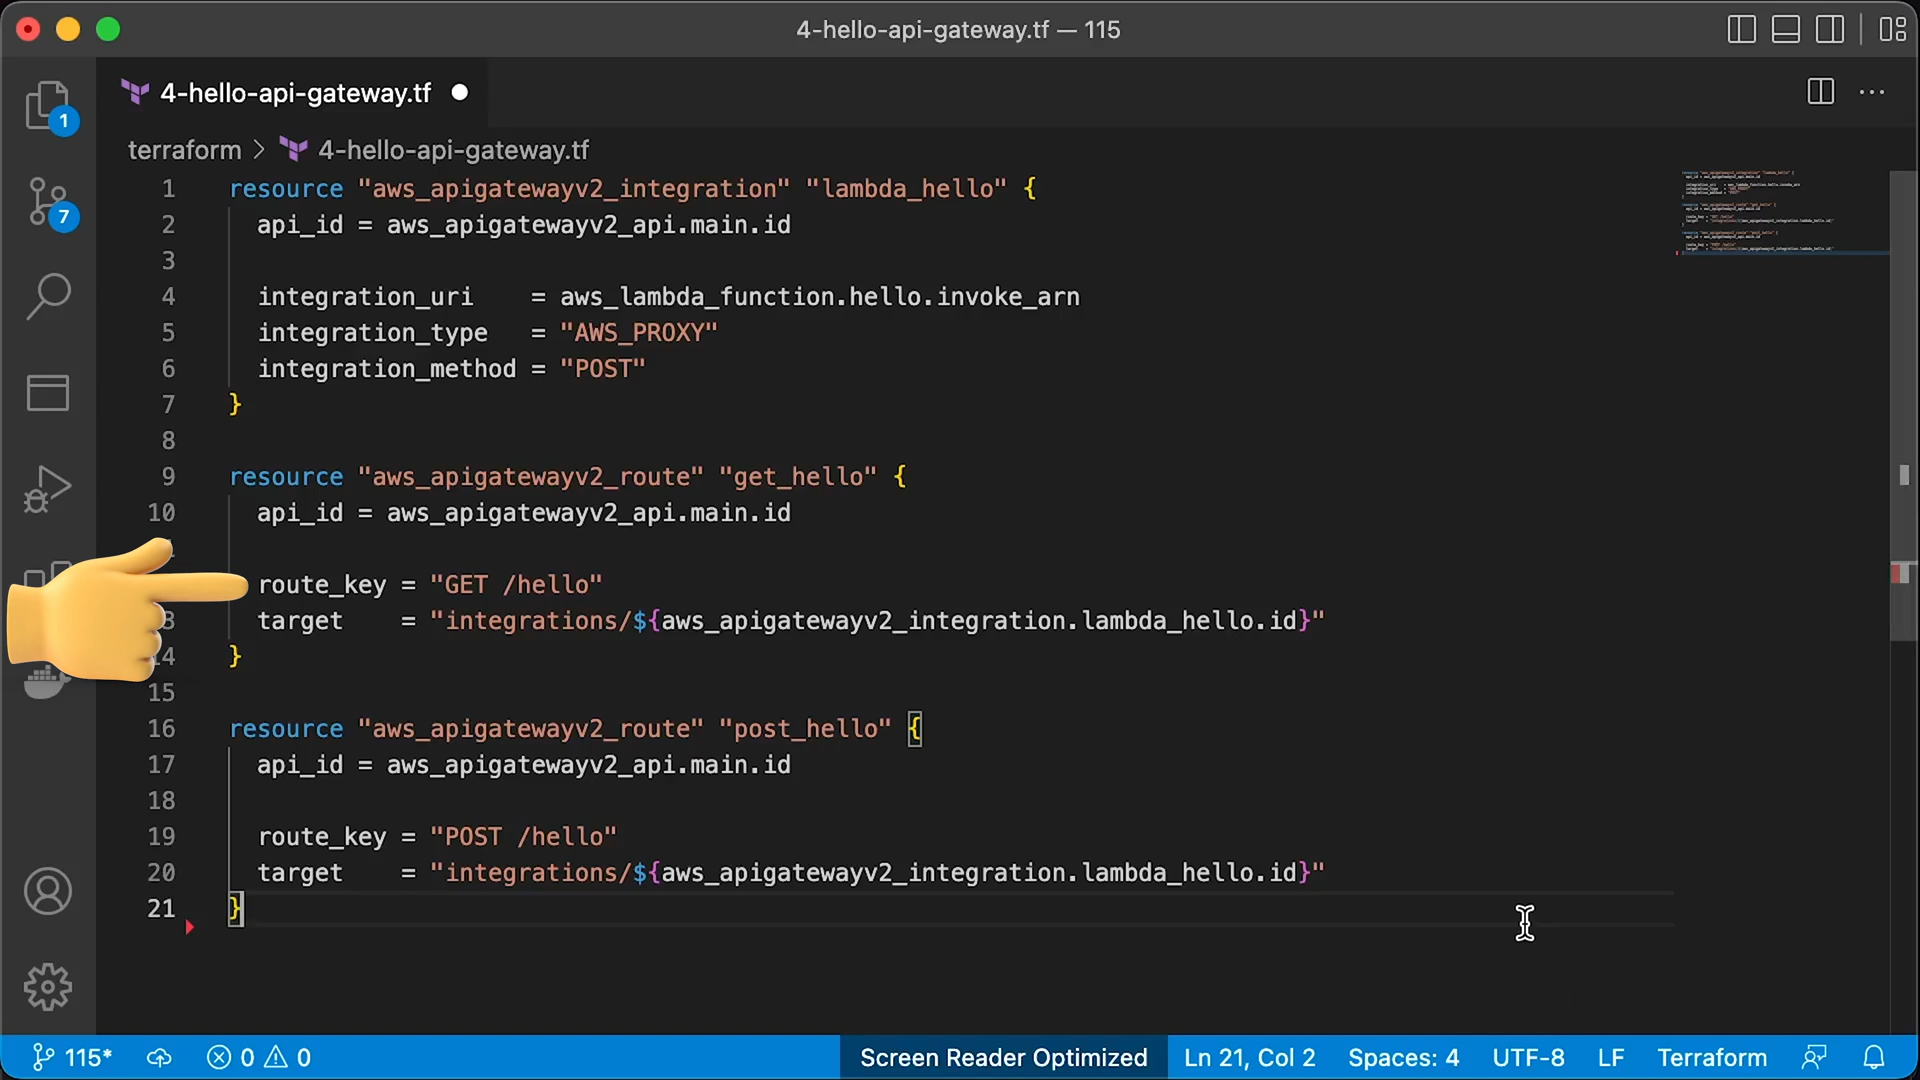 4-hello-api-gateway.tf — 115
4-hello-api-gateway.tf
terraform > 4-hello-api-gateway.tf
1
7
1 resource "aws_apigatewayv2_integration" "lambda_hello" {
2 api_id = aws_apigatewayv2_api.main.id
3
4 integration_uri    = aws_lambda_function.hello.invoke_arn
5 integration_type   = "AWS_PROXY"
6 integration_method = "POST"
7 }
8
9 resource "aws_apigatewayv2_route" "get_hello" {
10 api_id = aws_apigatewayv2_api.main.id
route_key = "GET /hello"
3 target    = "integrations/${aws_apigatewayv2_integration.lambda_hello.id}"
14 }
15
16 resource "aws_apigatewayv2_route" "post_hello" {
17 api_id = aws_apigatewayv2_api.main.id
18
19 route_key = "POST /hello"
20 target    = "integrations/${aws_apigatewayv2_integration.lambda_hello.id}"
21 }
115* 0 0 Screen Reader Optimized Ln 21, Col 2 Spaces: 4 UTF-8 LF Terraform